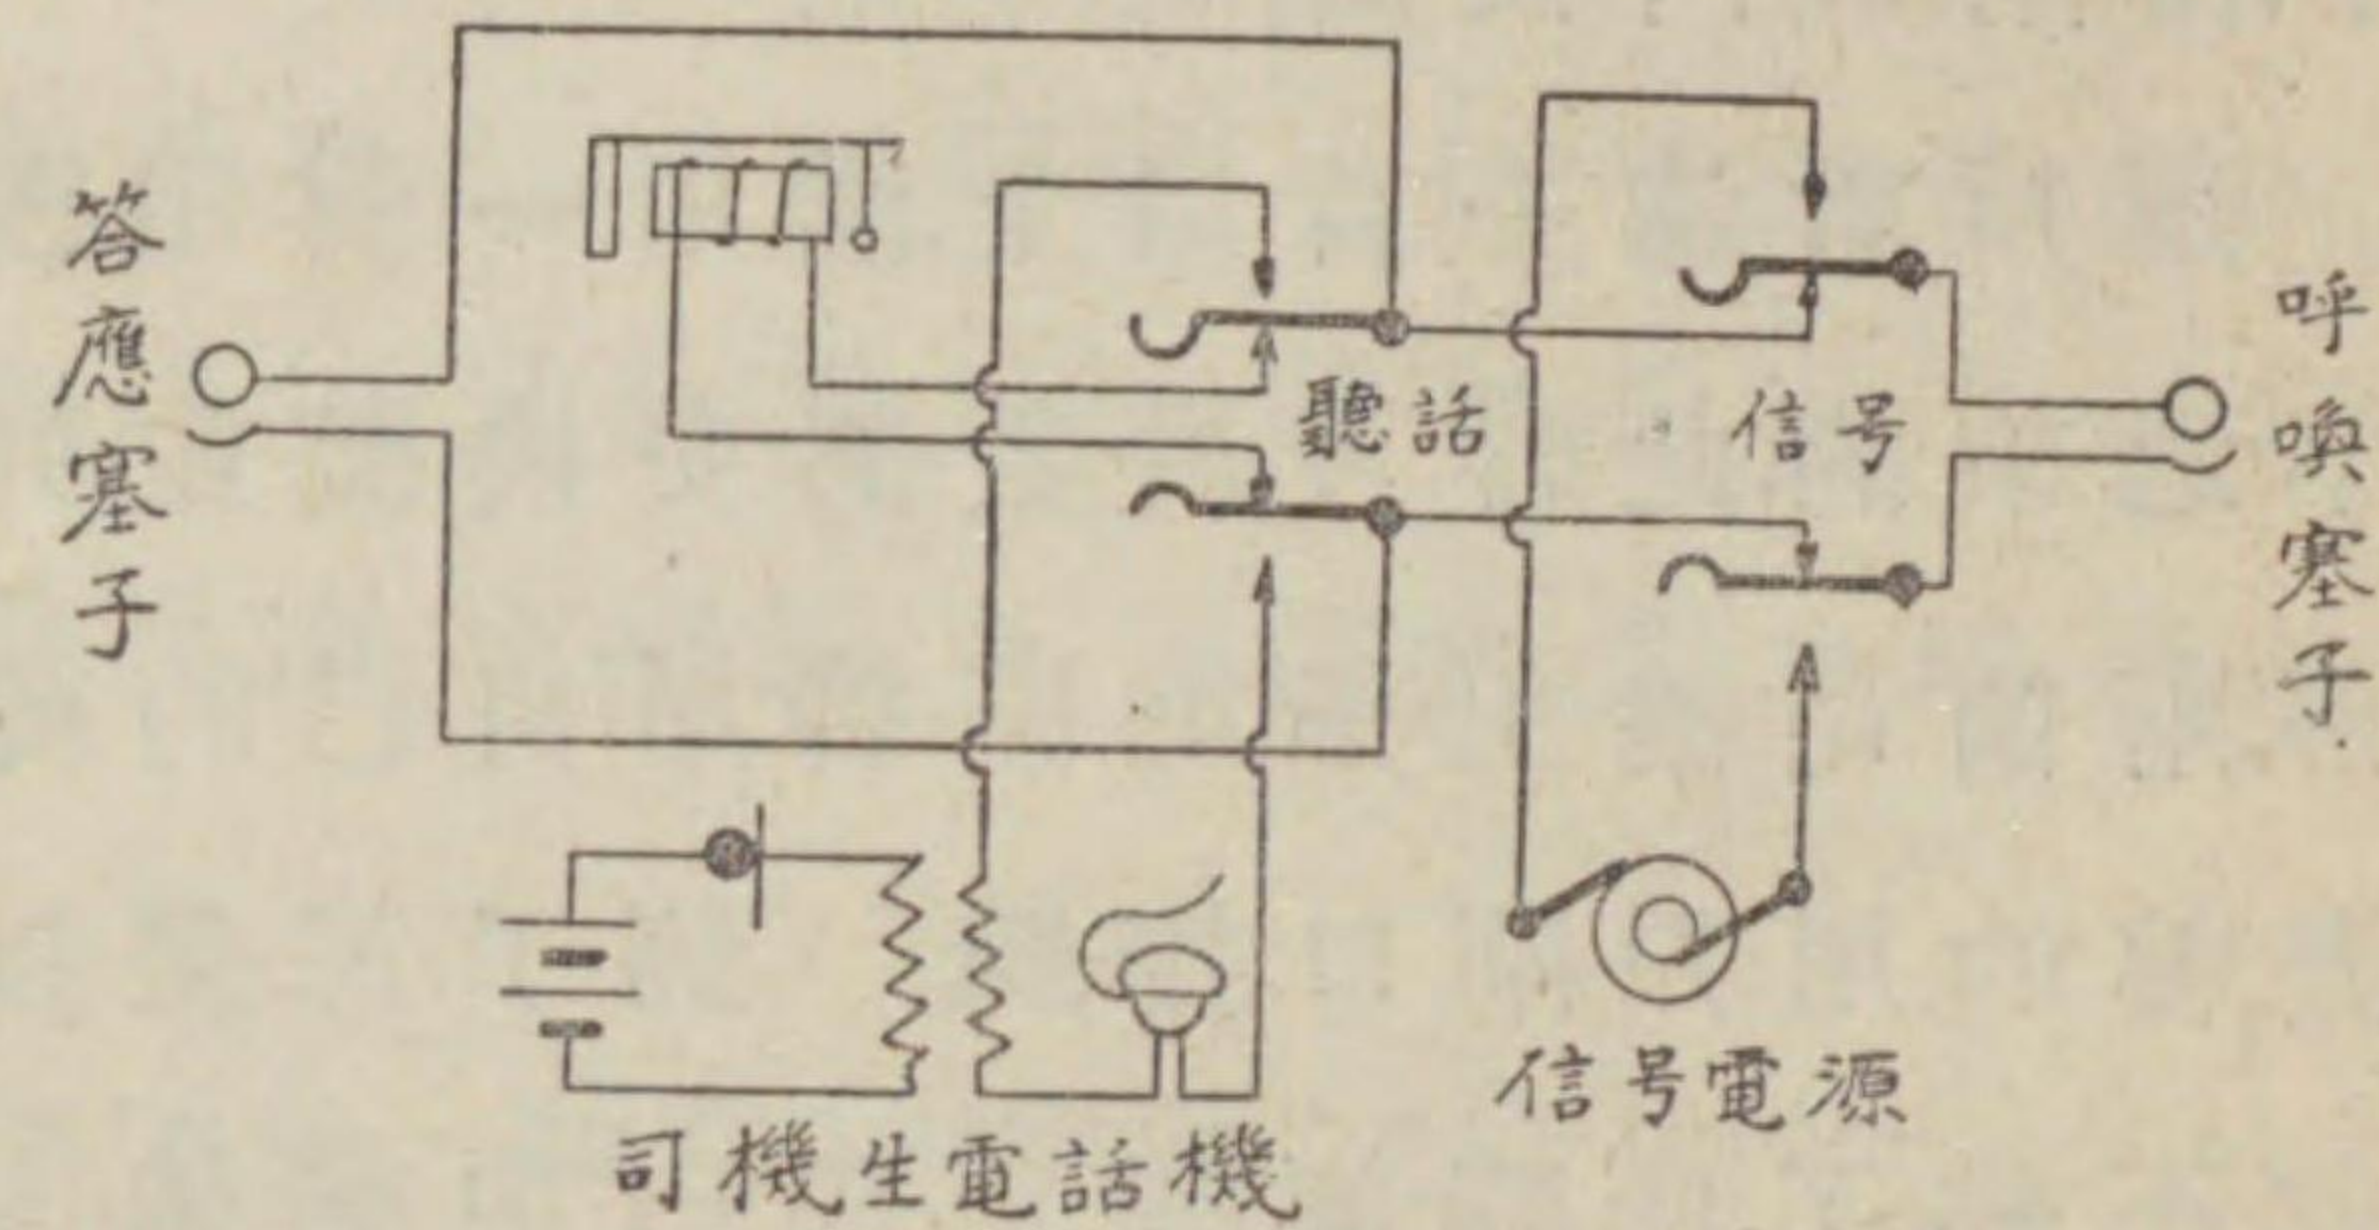 答應塞子
聽話
信号
呼喚塞子
信号電源
司機生電話機